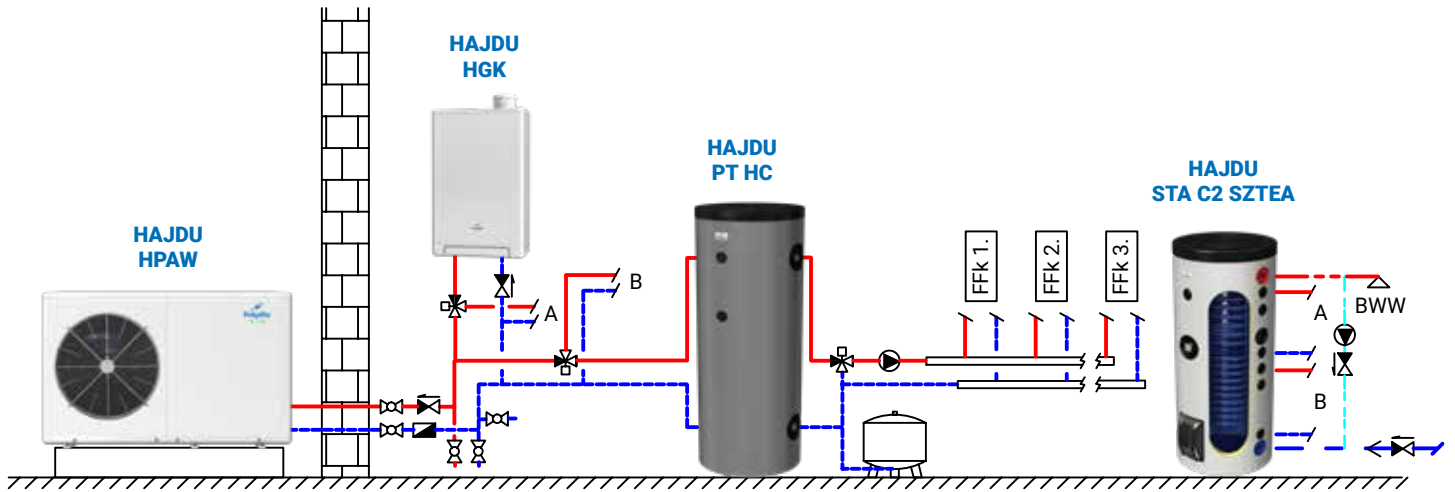 HAJDU
HPAW
HAJDU
HGK
A
B
HAJDU
PT HC
FFk 1.
FFk 2.
FFk 3.
HAJDU
STA C2 SZTEA
A
BWW
B